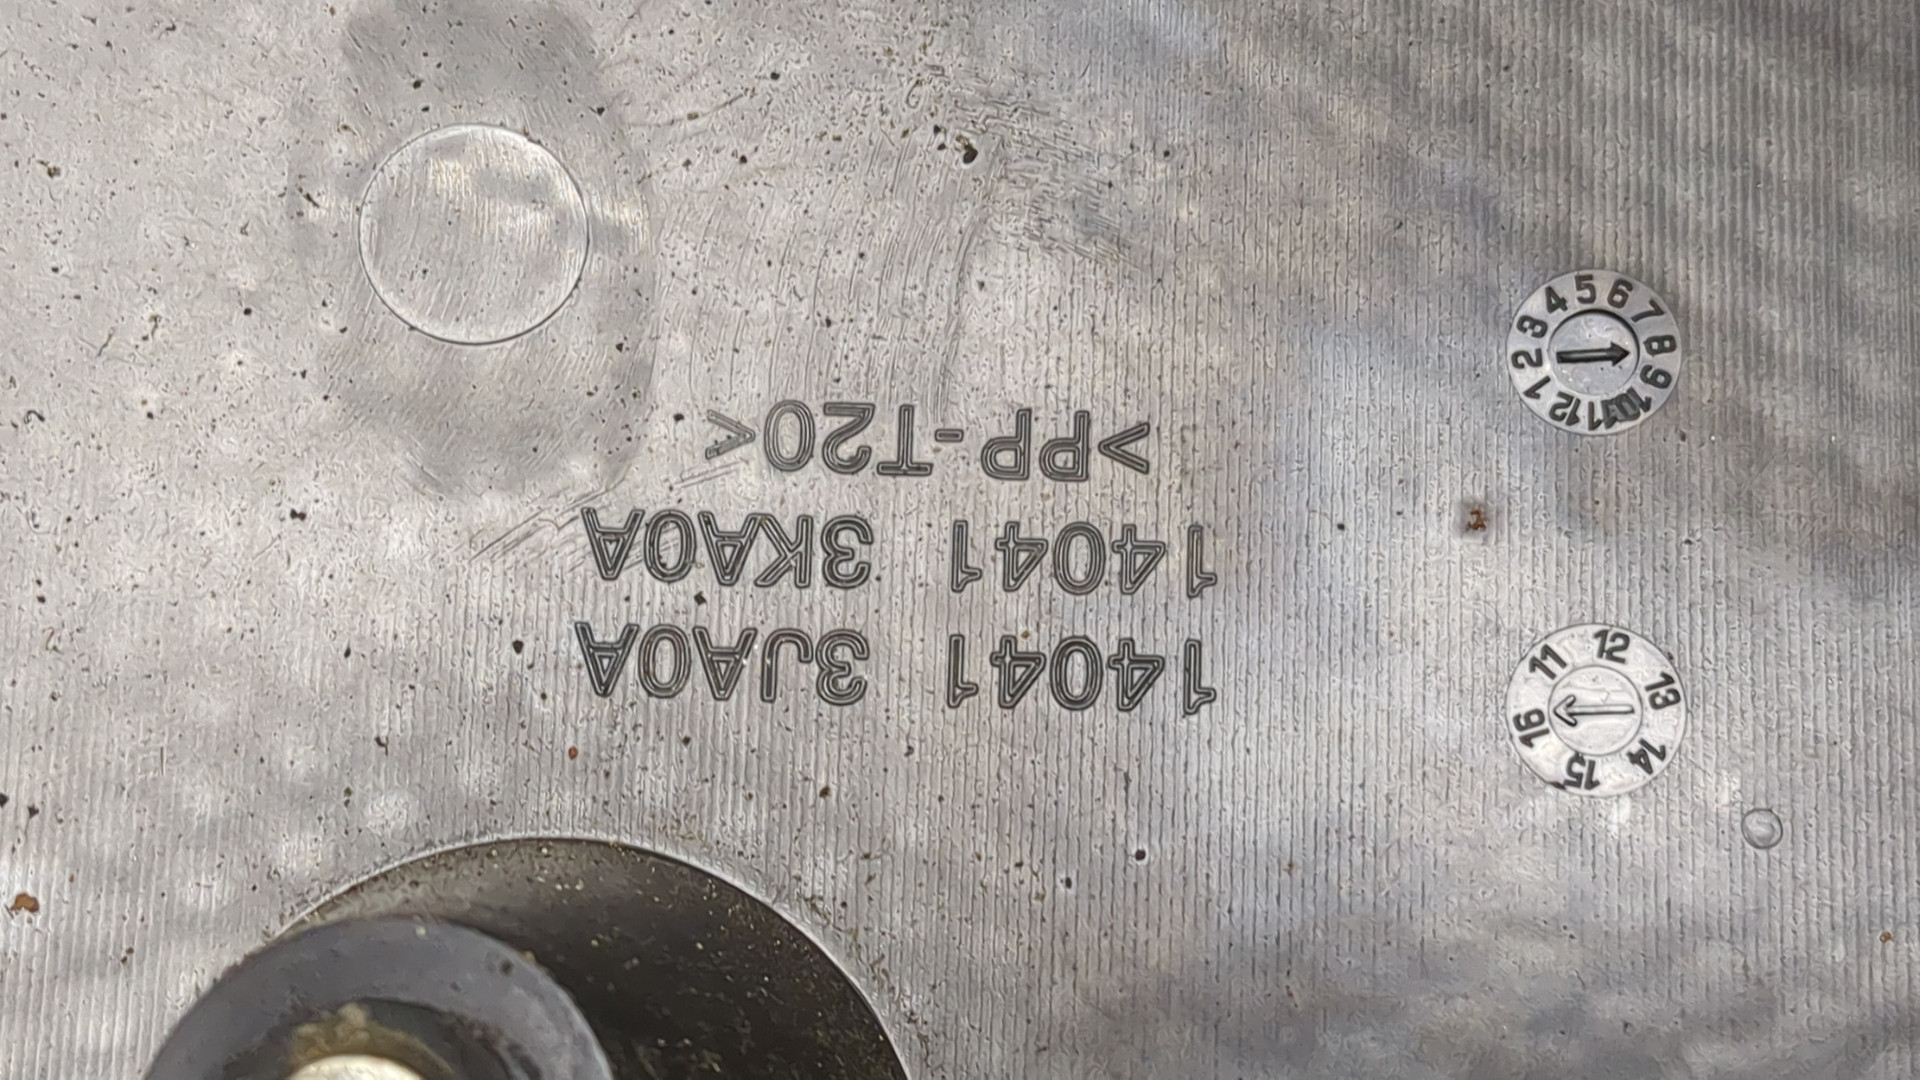 14041 3JA0A
14041 3KA0A
>PP-T20<
11 12 13 14 15 16
1 2 3 4 5 6 7 8 9 10 11 12